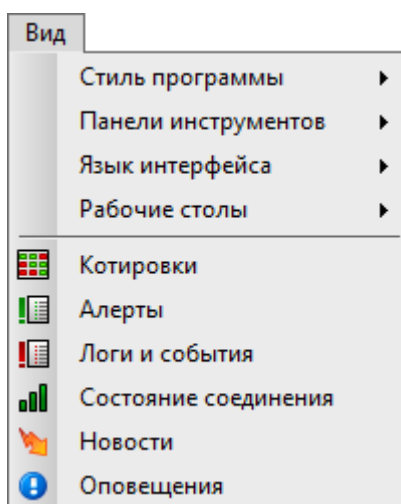 Вид
Стиль программы
Панели инструментов
Язык интерфейса
Рабочие столы
Котировки
Алерты
Логи и события
Состояние соединения
Новости
Оповещения